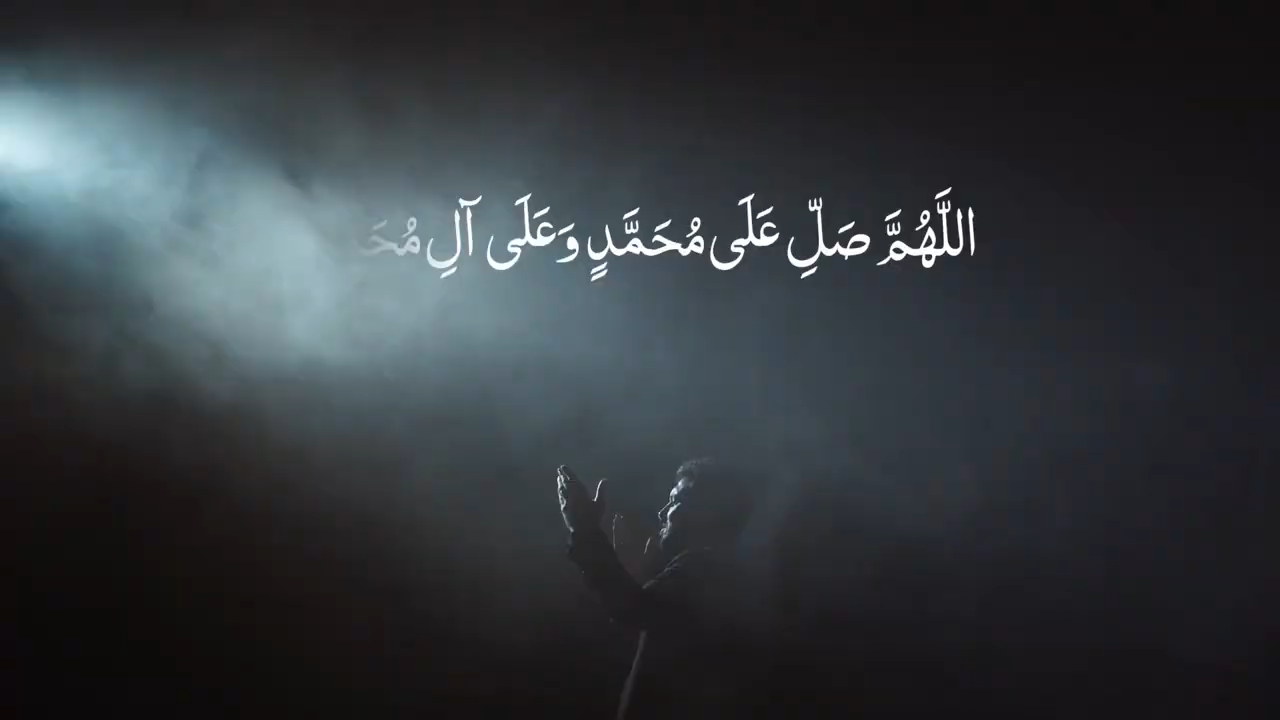 اللَّهُمَّ صَلِّ عَلَى مُحَمَّدٍ وَعَلَى آلِ مُحَ